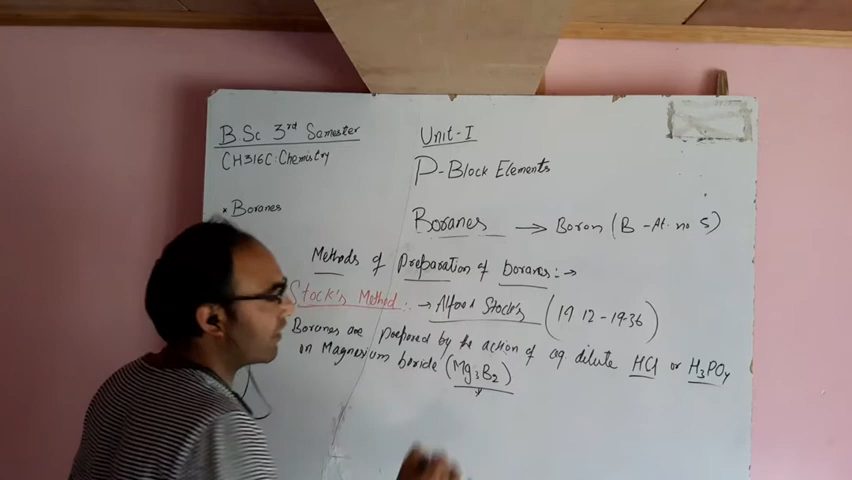 B.Sc 3rd Samester
CH316C: Chemistry
* Boranes
Unit-I
P-Block Elements
Boranes → Boron (B - At. no 5)
Methods of Preparation of boranes:- →
Stock's Method :- → Alfred Stock's (1912-1936)
Boranes are prepared by the action of aq dilute HCl or H3PO4
on Magnesium boride (Mg3B2)